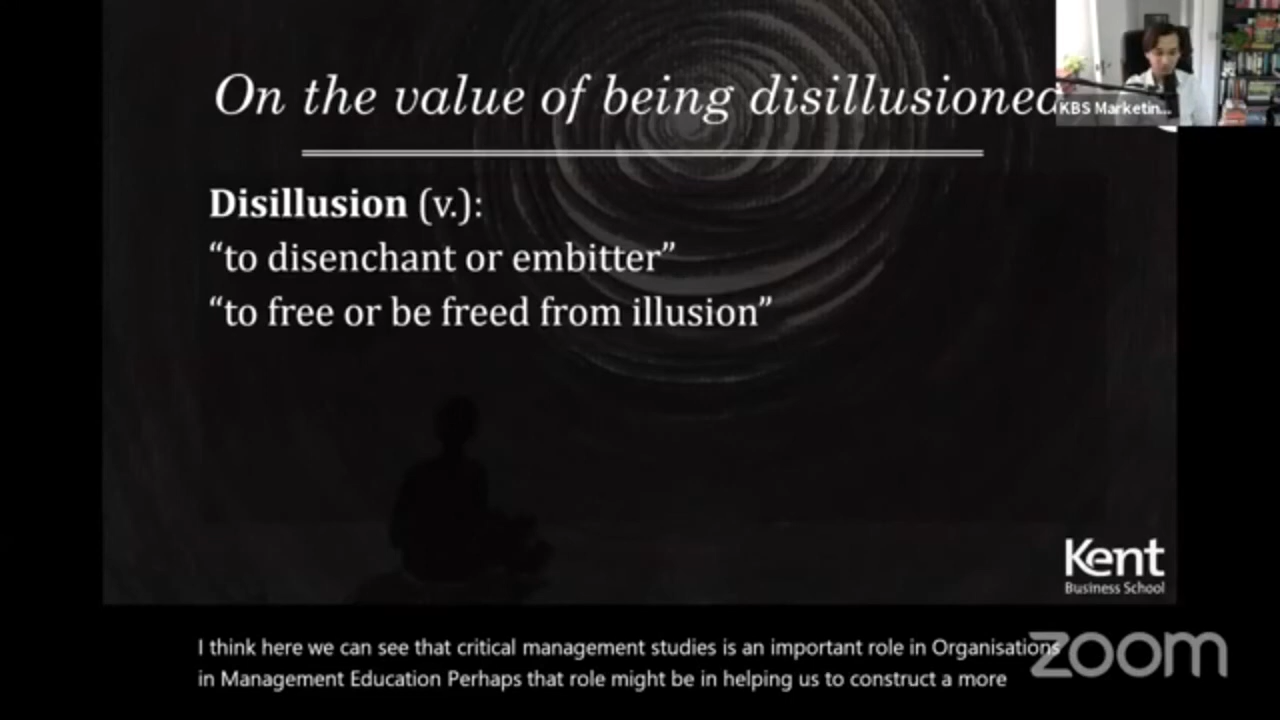 On the value of being disillusioned
KBS Marketin...
Disillusion (v.):
“to disenchant or embitter”
“to free or be freed from illusion”
Kent
Business School
I think here we can see that critical management studies is an important role in Organisations
in Management Education Perhaps that role might be in helping us to construct a more
zoom